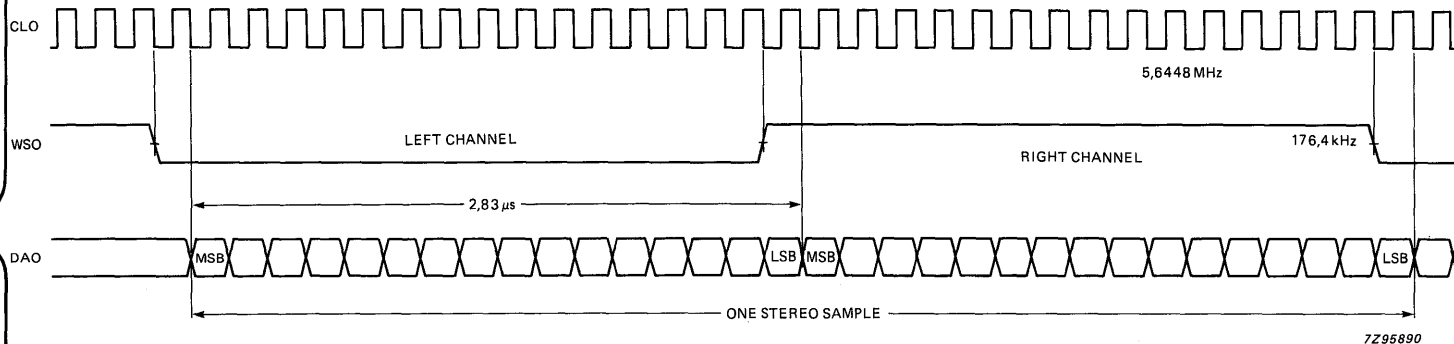 CLO
5,6448 MHz
WSO
LEFT CHANNEL
RIGHT CHANNEL
176,4 kHz
2,83 µs
DAO
MSB
LSB
MSB
LSB
ONE STEREO SAMPLE
7Z95890